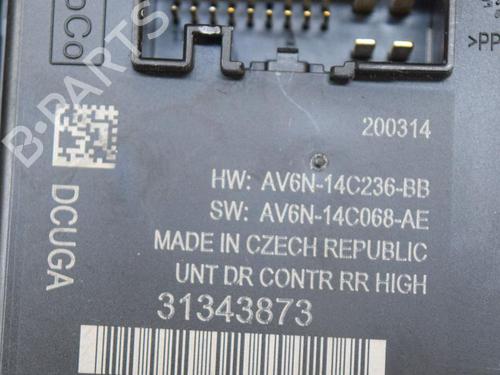 DCUGA
200314
HW: AV6N-14C236-BB
SW: AV6N-14C068-AE
MADE IN CZECH REPUBLIC
UNT DR CONTR RR HIGH
31343873
B-PARTS